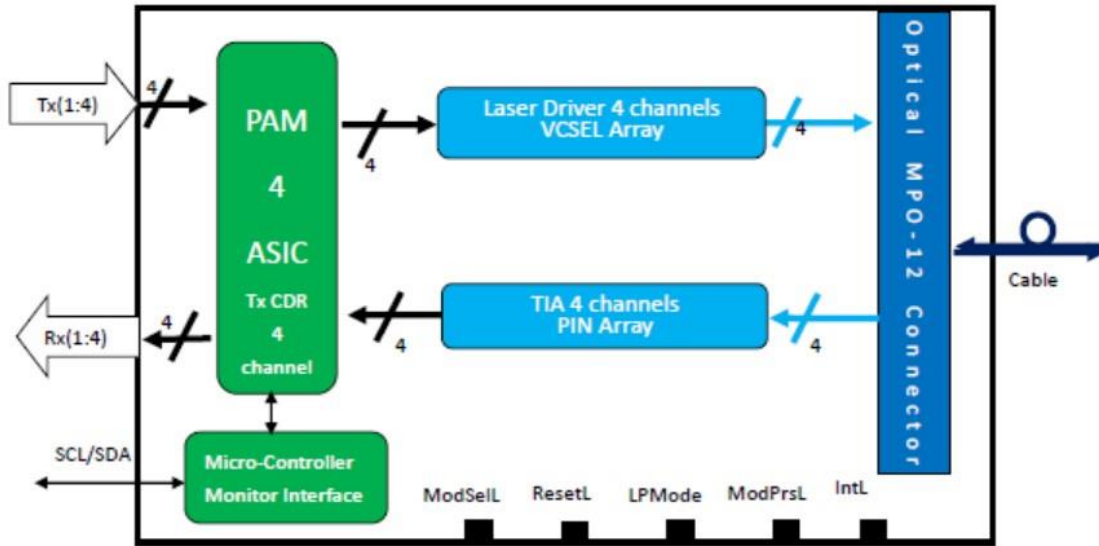 Tx(1:4)
4
PAM
4
ASIC
Tx CDR
4
channel
4
Laser Driver 4 channels
VCSEL Array
4
Optical MPO-12 Connector
Cable
Rx(1:4)
4
4
TIA 4 channels
PIN Array
4
SCL/SDA
Micro-Controller
Monitor Interface
ModSelL
ResetL
LPMode
ModPrsL
IntL